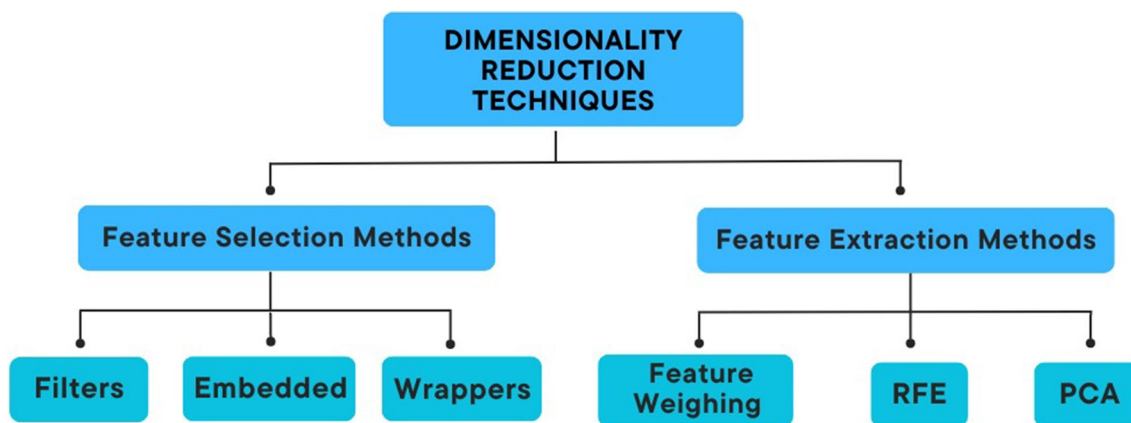 DIMENSIONALITY
REDUCTION
TECHNIQUES
Feature Selection Methods
Feature Extraction Methods
Filters
Embedded
Wrappers
Feature
Weighing
RFE
PCA